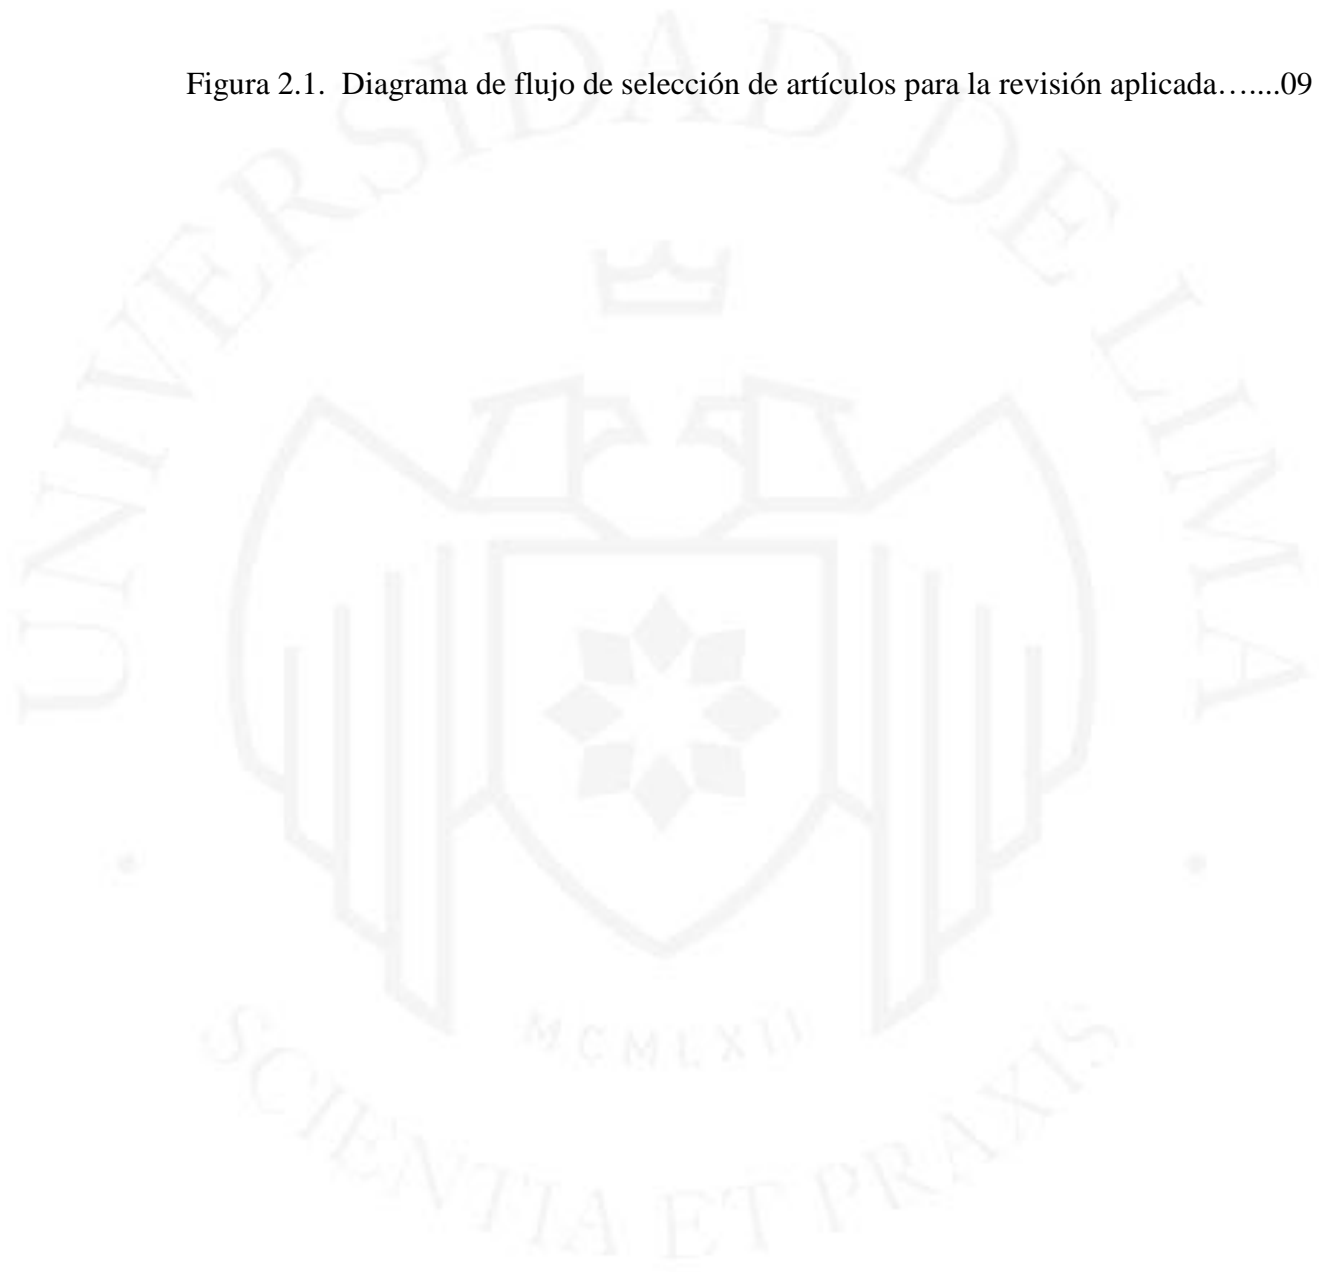 Figura 2.1.  Diagrama de flujo de selección de artículos para la revisión aplicada…....09
UNIVERSIDAD DE LIMA
MCMLXII
SCIENTIA ET PRAXIS